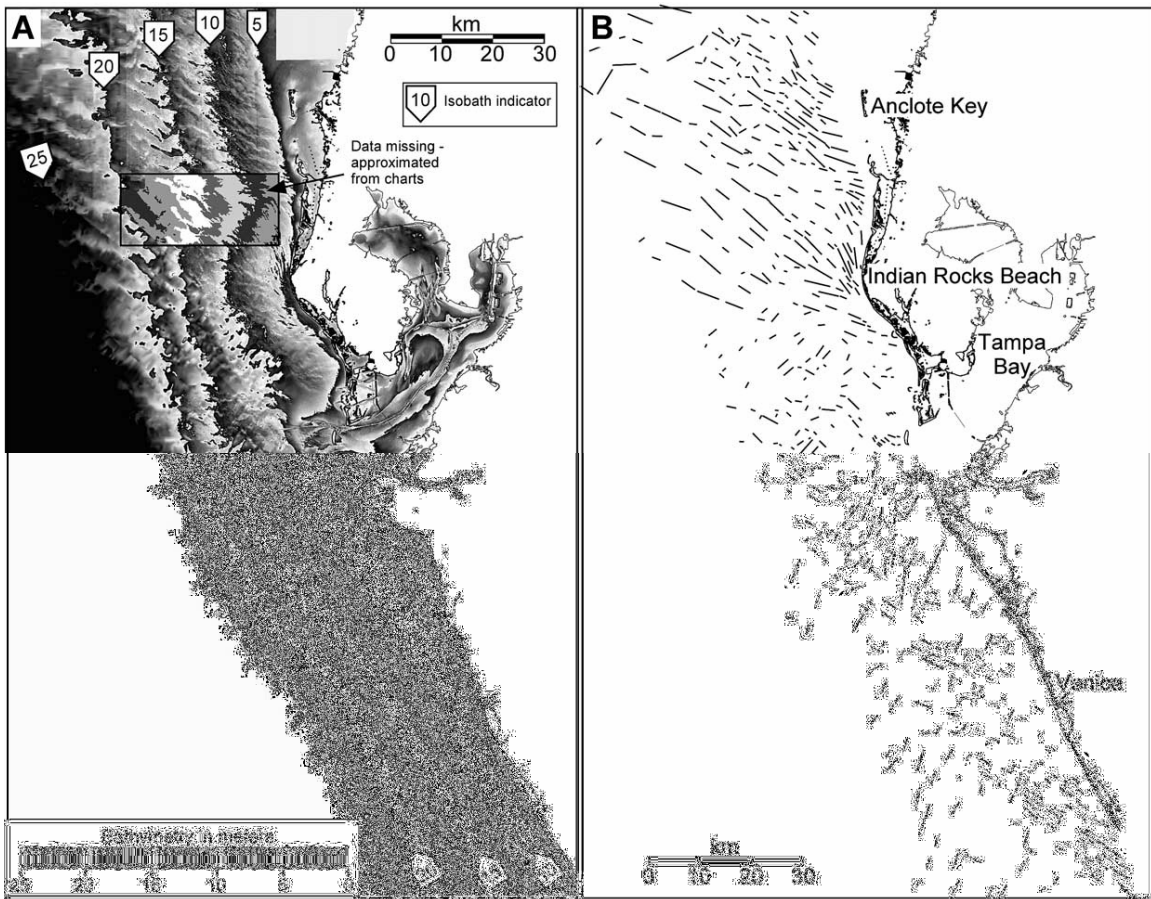 A
20
15
10
5
25
km
0 10 20 30
10 Isobath indicator
Data missing -
approximated
from charts
B
Anclote Key
Indian Rocks Beach
Tampa
Bay
km
0 10 20 30